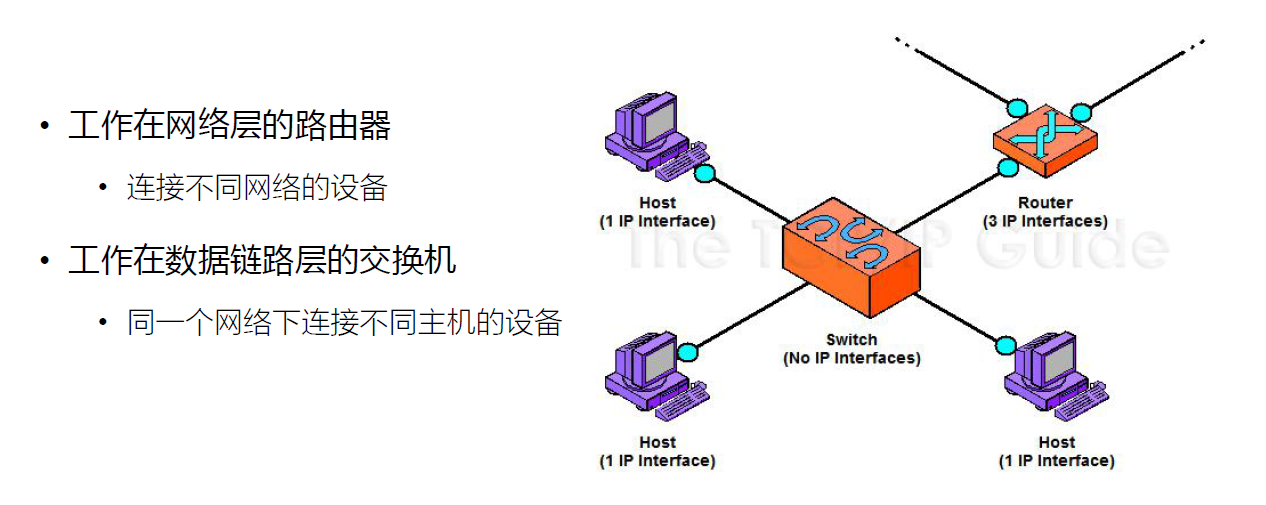 • 工作在网络层的路由器
• 连接不同网络的设备
• 工作在数据链路层的交换机
• 同一个网络下连接不同主机的设备
Host
(1 IP Interface)
Router
(3 IP Interfaces)
The TCP/IP Guide
Switch
(No IP Interfaces)
Host
(1 IP Interface)
Host
(1 IP Interface)